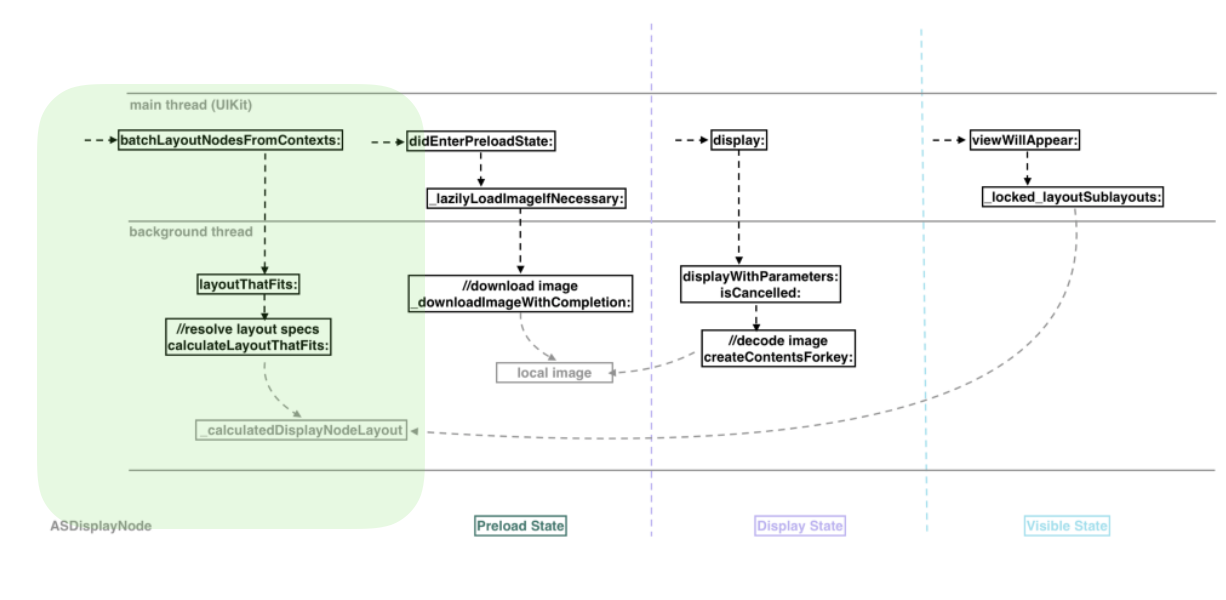 main thread (UIKit)
batchLayoutNodesFromContexts:
didEnterPreloadState:
display:
viewWillAppear:
_lazilyLoadImageIfNecessary:
_locked_layoutSublayouts:
background thread
layoutThatFits:
//download image
_downloadImageWithCompletion:
displayWithParameters:
isCancelled:
//resolve layout specs
calculateLayoutThatFits:
//decode image
createContentsForkey:
local image
_calculatedDisplayNodeLayout
ASDisplayNode
Preload State
Display State
Visible State